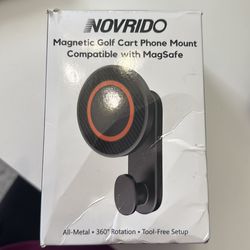 NOVRIDO
Magnetic Golf Cart Phone Mount
Compatible with MagSafe
All-Metal • 360° Rotation • Tool-Free Setup